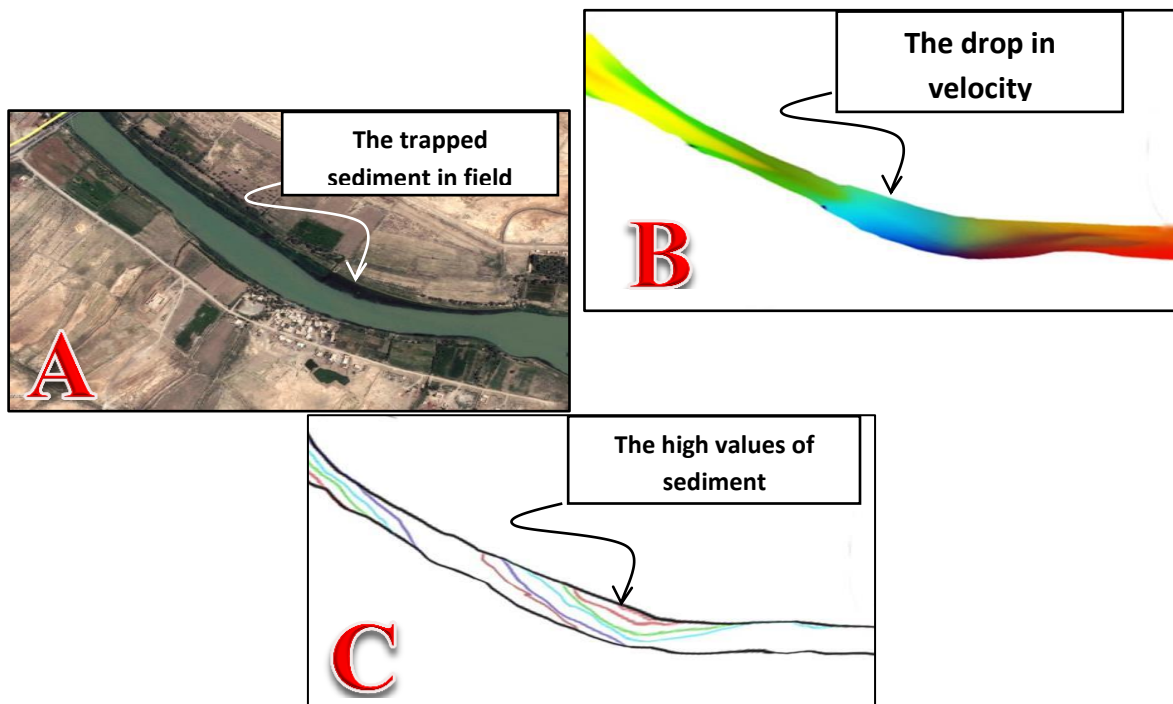 The drop in
velocity
The trapped
sediment in field
A
B
The high values of
sediment
C